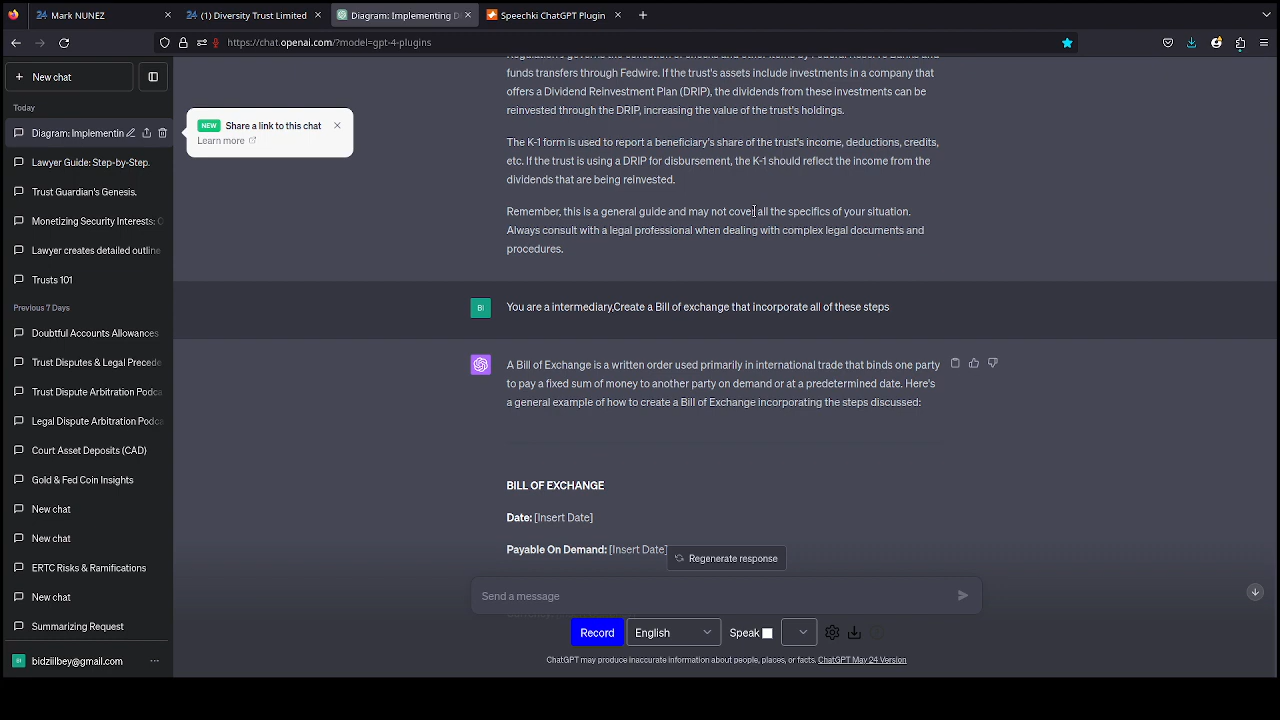 Mark NUNEZ
(1) Diversity Trust Limited
Diagram: Implementing D
Speechki ChatGPT Plugin
https://chat.openai.com/?model=gpt-4-plugins
New chat
Today
Diagram: Implementin
Lawyer Guide: Step-by-Step.
Trust Guardian's Genesis.
Monetizing Security Interests: C
Lawyer creates detailed outline
Trusts 101
Previous 7 Days
Doubtful Accounts Allowances
Trust Disputes & Legal Precede
Trust Dispute Arbitration Podca
Legal Dispute Arbitration Podca
Court Asset Deposits (CAD)
Gold & Fed Coin Insights
New chat
New chat
ERTC Risks & Ramifications
New chat
Summarizing Request
BI
bidzillbey@gmail.com
NEW Share a link to this chat
Learn more
funds transfers through Fedwire. If the trust's assets include investments in a company that
offers a Dividend Reinvestment Plan (DRIP), the dividends from these investments can be
reinvested through the DRIP, increasing the value of the trust's holdings.
The K-1 form is used to report a beneficiary's share of the trust's income, deductions, credits,
etc. If the trust is using a DRIP for disbursement, the K-1 should reflect the income from the
dividends that are being reinvested.
Remember, this is a general guide and may not cover all the specifics of your situation.
Always consult with a legal professional when dealing with complex legal documents and
procedures.
BI
You are a intermediary,Create a Bill of exchange that incorporate all of these steps
A Bill of Exchange is a written order used primarily in international trade that binds one party
to pay a fixed sum of money to another party on demand or at a predetermined date. Here's
a general example of how to create a Bill of Exchange incorporating the steps discussed:
BILL OF EXCHANGE
Date: [Insert Date]
Payable On Demand: [Insert Date]
Regenerate response
Send a message
Record
English
Speak
ChatGPT may produce inaccurate information about people, places, or facts. ChatGPT May 24 Version